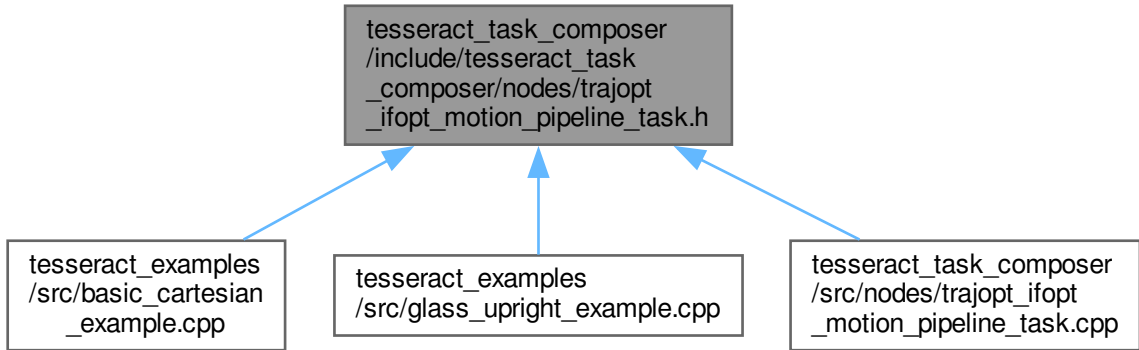 tesseract_task_composer
/include/tesseract_task
_composer/nodes/trajopt
_ifopt_motion_pipeline_task.h
tesseract_examples
/src/basic_cartesian
_example.cpp
tesseract_examples
/src/glass_upright_example.cpp
tesseract_task_composer
/src/nodes/trajopt_ifopt
_motion_pipeline_task.cpp